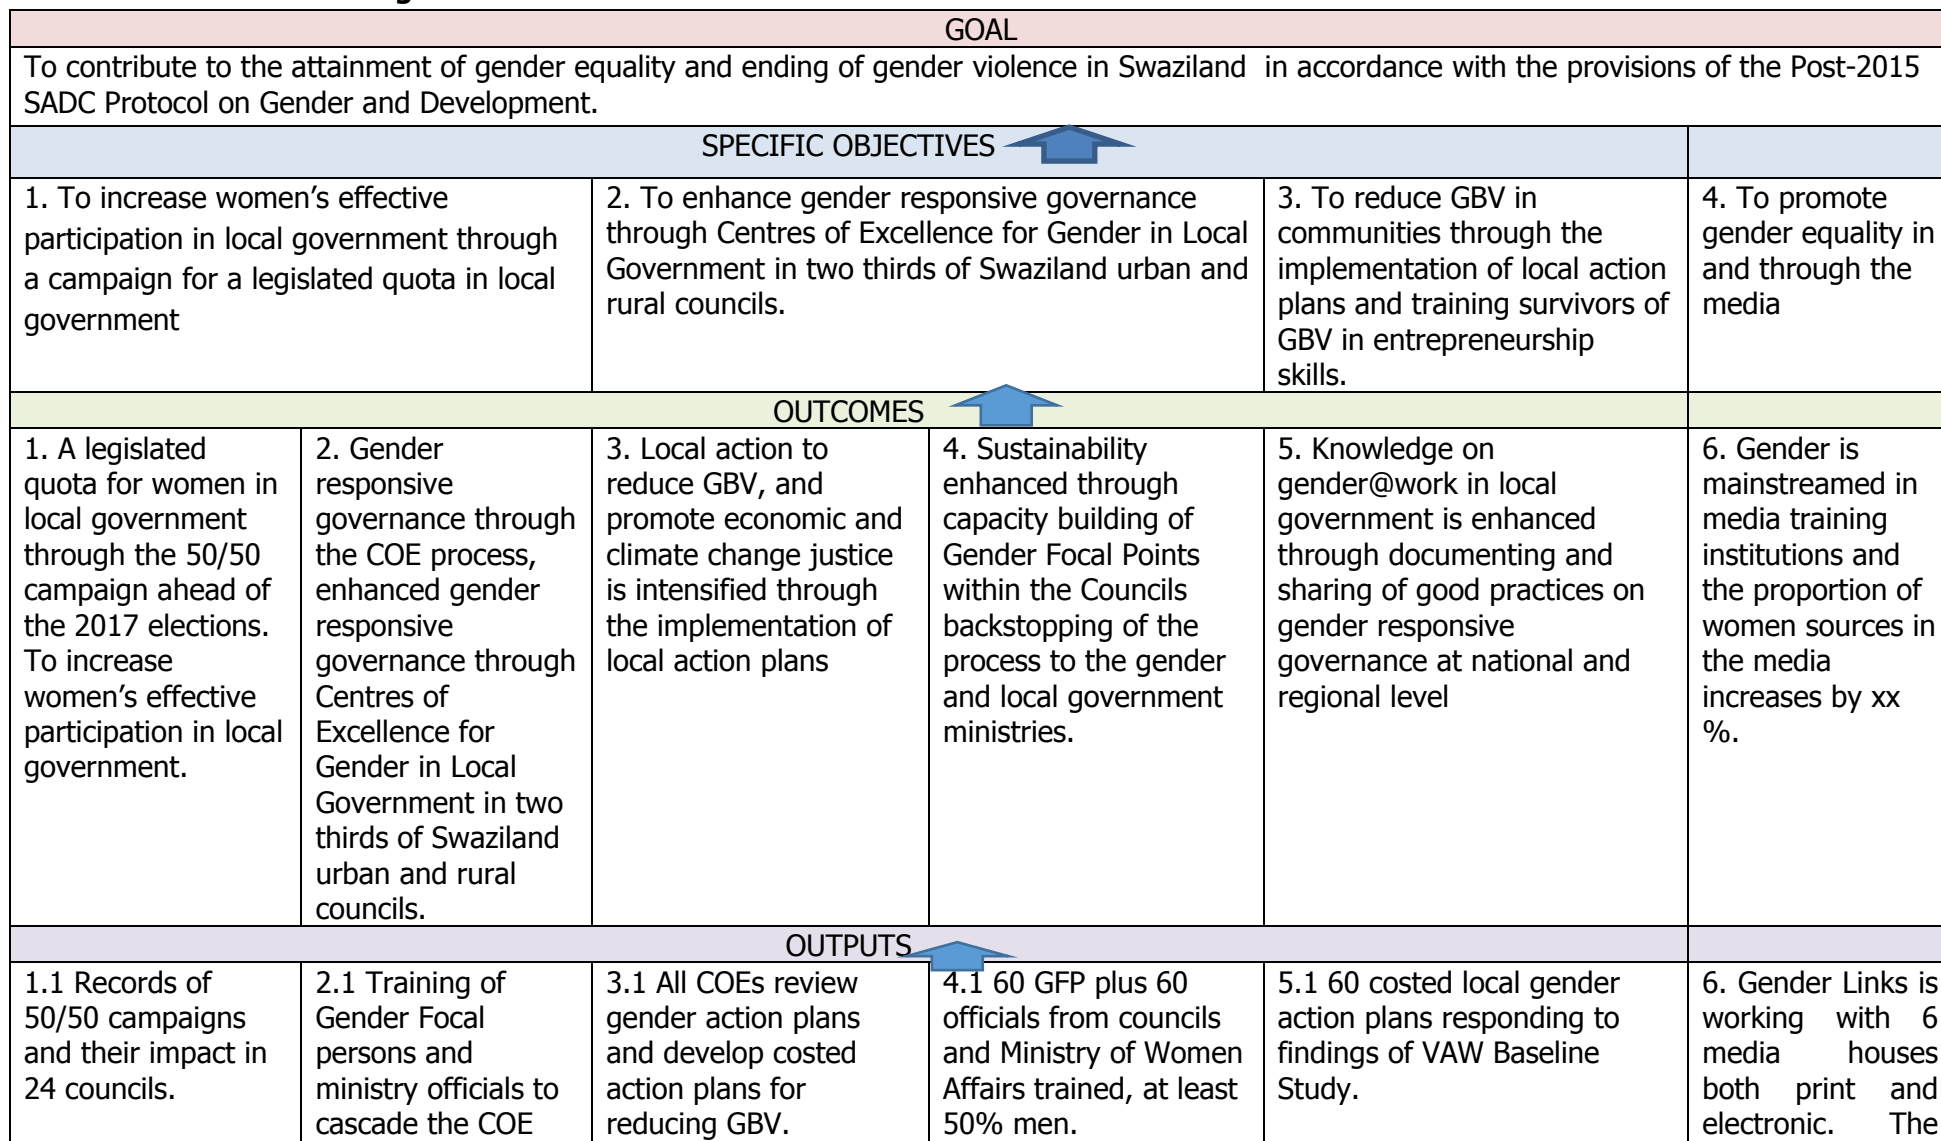 GOAL
To contribute to the attainment of gender equality and ending of gender violence in Swaziland in accordance with the provisions of the Post-2015
SADC Protocol on Gender and Development.
SPECIFIC OBJECTIVES
1. To increase women’s effective
participation in local government through
a campaign for a legislated quota in local
government
2. To enhance gender responsive governance
through Centres of Excellence for Gender in Local
Government in two thirds of Swaziland urban and
rural councils.
3. To reduce GBV in
communities through the
implementation of local action
plans and training survivors of
GBV in entrepreneurship
skills.
4. To promote
gender equality in
and through the
media
OUTCOMES
1. A legislated
quota for women in
local government
through the 50/50
campaign ahead of
the 2017 elections.
To increase
women’s effective
participation in local
government.
2. Gender
responsive
governance through
the COE process,
enhanced gender
responsive
governance through
Centres of
Excellence for
Gender in Local
Government in two
thirds of Swaziland
urban and rural
councils.
3. Local action to
reduce GBV, and
promote economic and
climate change justice
is intensified through
the implementation of
local action plans
4. Sustainability
enhanced through
capacity building of
Gender Focal Points
within the Councils
backstopping of the
process to the gender
and local government
ministries.
5. Knowledge on
gender@work in local
government is enhanced
through documenting and
sharing of good practices on
gender responsive
governance at national and
regional level
6. Gender is
mainstreamed in
media training
institutions and
the proportion of
women sources in
the media
increases by xx
%.
OUTPUTS
1.1 Records of
50/50 campaigns
and their impact in
24 councils.
2.1 Training of
Gender Focal
persons and
ministry officials to
cascade the COE
3.1 All COEs review
gender action plans
and develop costed
action plans for
reducing GBV.
4.1 60 GFP plus 60
officials from councils
and Ministry of Women
Affairs trained, at least
50% men.
5.1 60 costed local gender
action plans responding to
findings of VAW Baseline
Study.
6. Gender Links is
working with 6
media houses
both print and
electronic. The